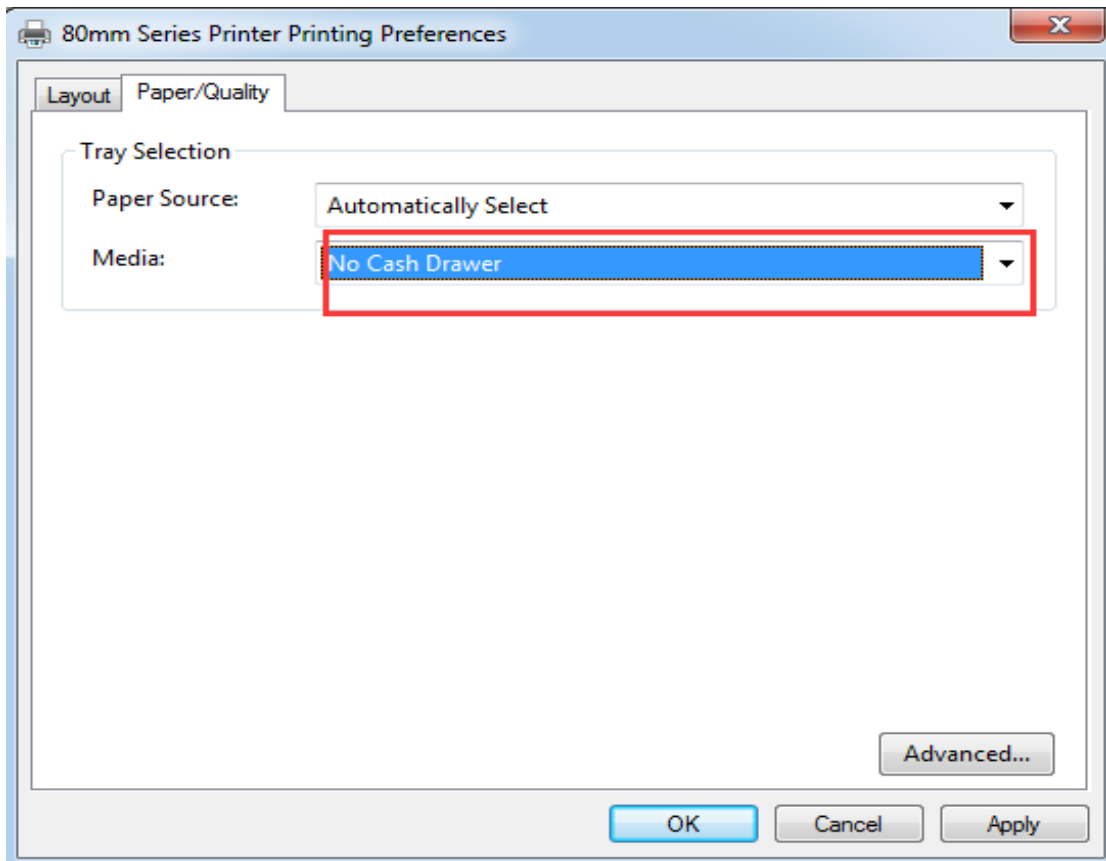 80mm Series Printer Printing Preferences
Layout
Paper/Quality
Tray Selection
Paper Source:
Automatically Select
Media:
No Cash Drawer
Advanced...
OK
Cancel
Apply